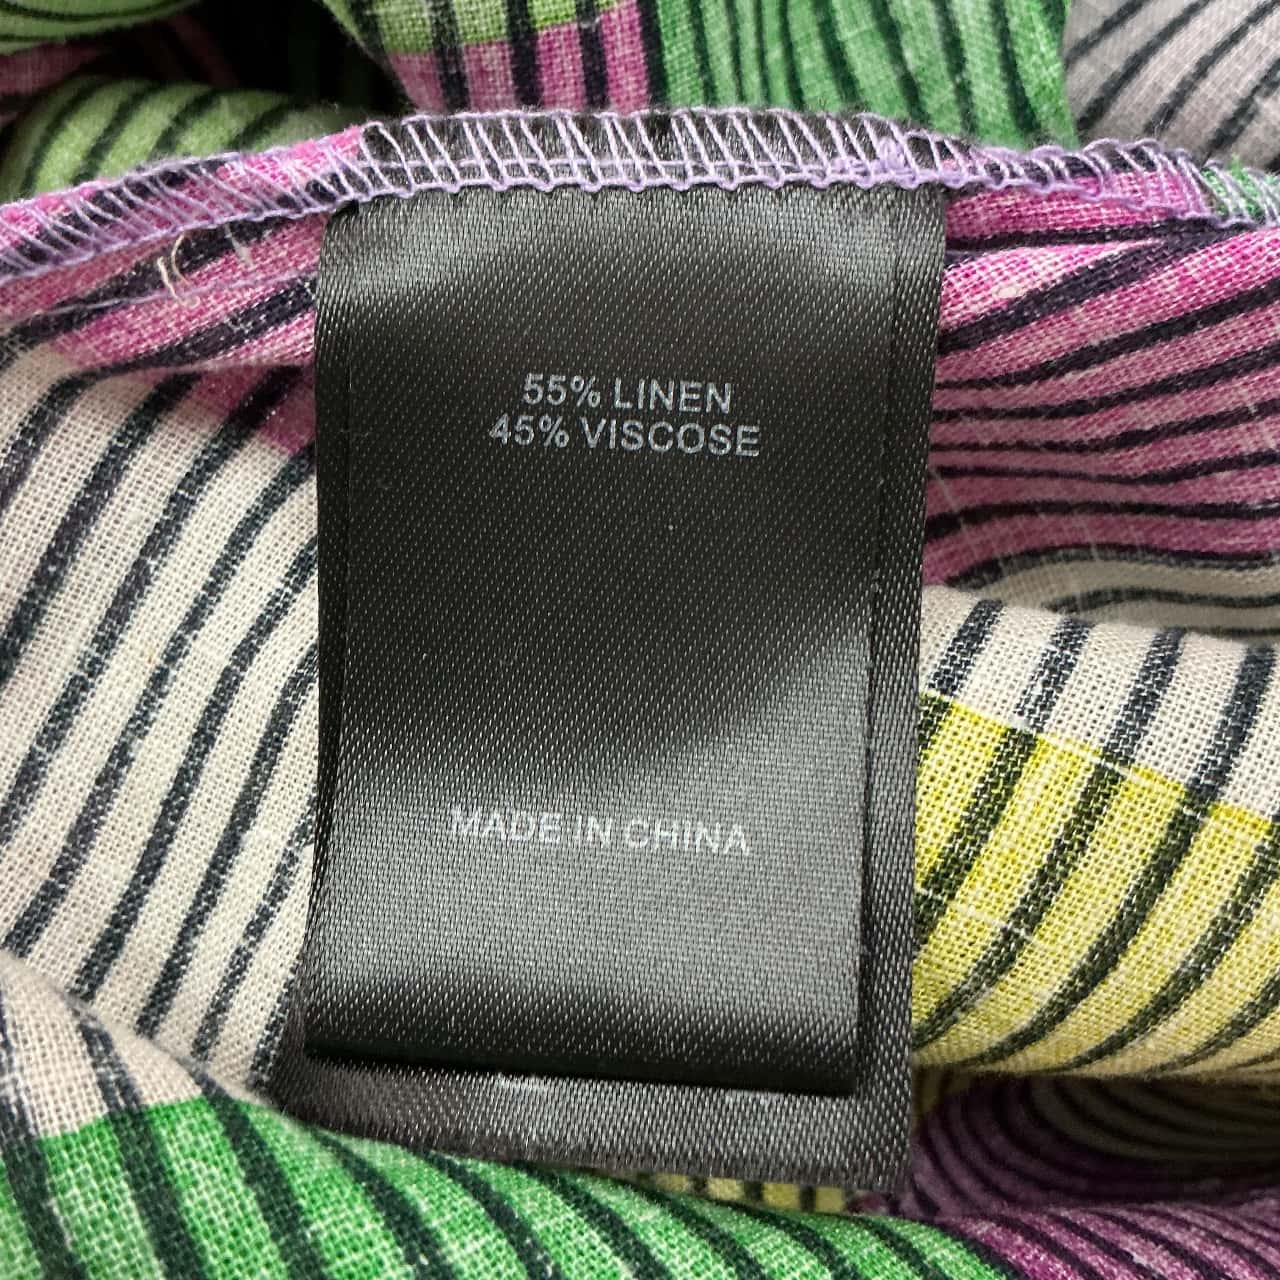 55% LINEN
45% VISCOSE
MADE IN CHINA